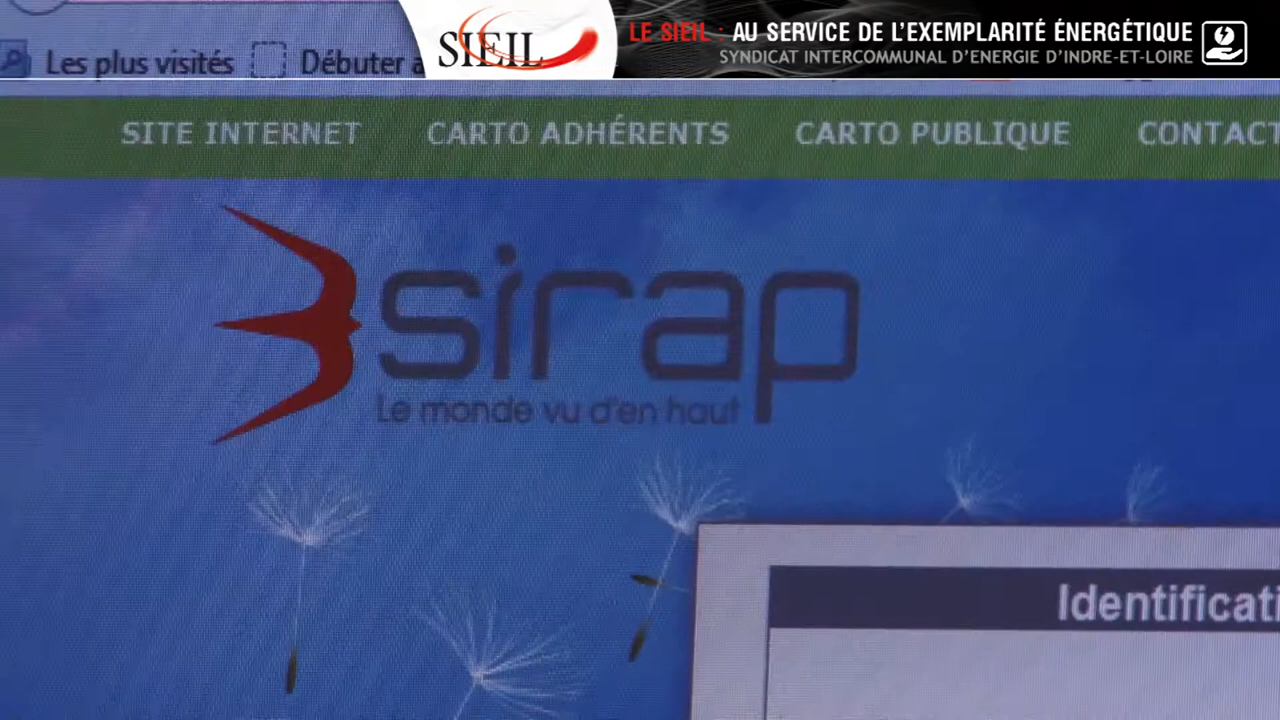 SIEIL
LE SIEIL : AU SERVICE DE L'EXEMPLARITÉ ÉNERGÉTIQUE
SYNDICAT INTERCOMMUNAL D'ENERGIE D'INDRE-ET-LOIRE
Les plus visités Débuter a
SITE INTERNET CARTO ADHÉRENTS CARTO PUBLIQUE CONTACT
sirap
Le monde vu d'en haut
Identificati